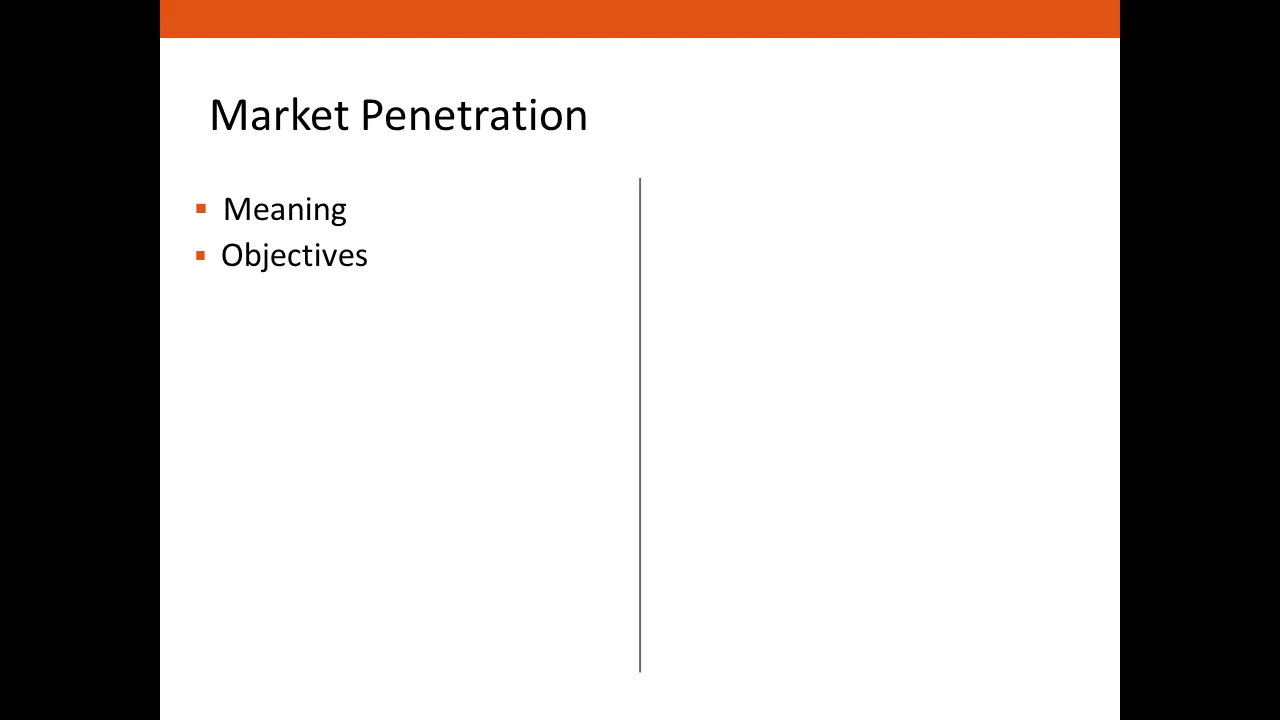 Market Penetration
▪ Meaning
▪ Objectives